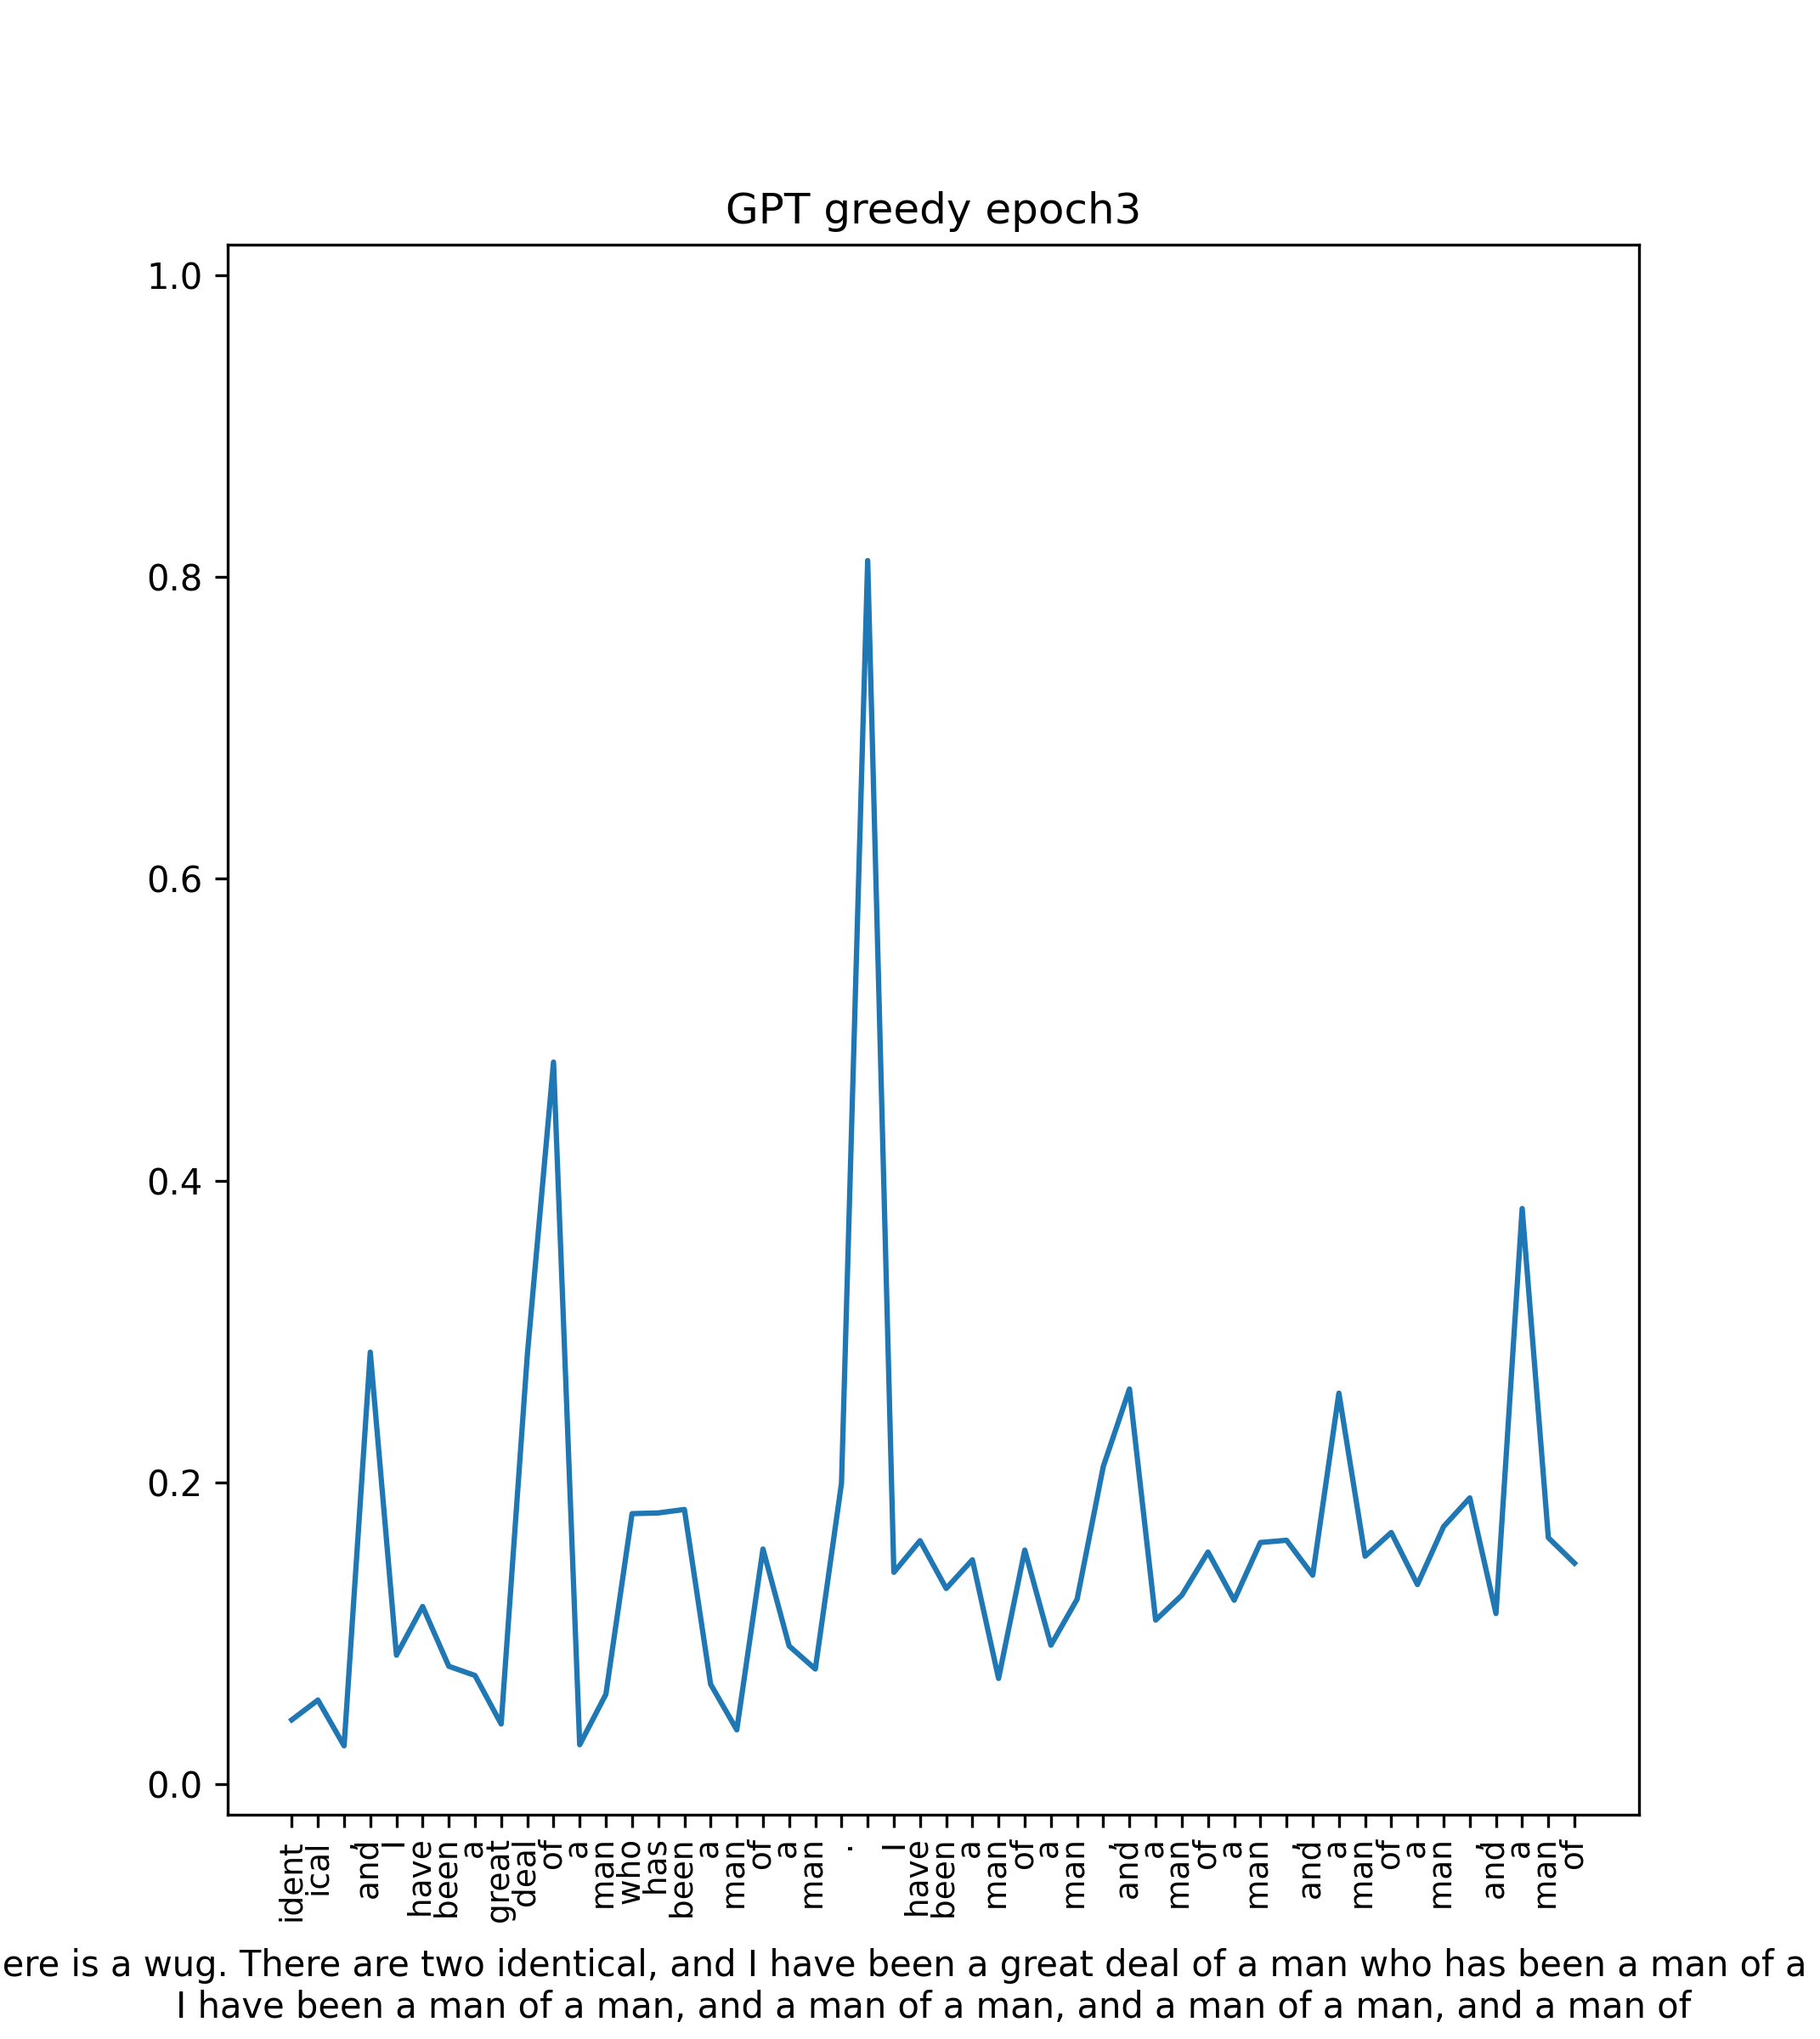 GPT greedy epoch3
1.0
0.8
0.6
0.4
0.2
0.0
ident
ical
,
and
I
have
been
a
great
deal
of
a
man
who
has
been
a
man
of
a
man
.
I
have
been
a
man
of
a
man
,
and
a
man
of
a
man
,
and
a
man
of
a
man
,
and
a
man
of
ere is a wug. There are two identical, and I have been a great deal of a man who has been a man of a
I have been a man of a man, and a man of a man, and a man of a man, and a man of